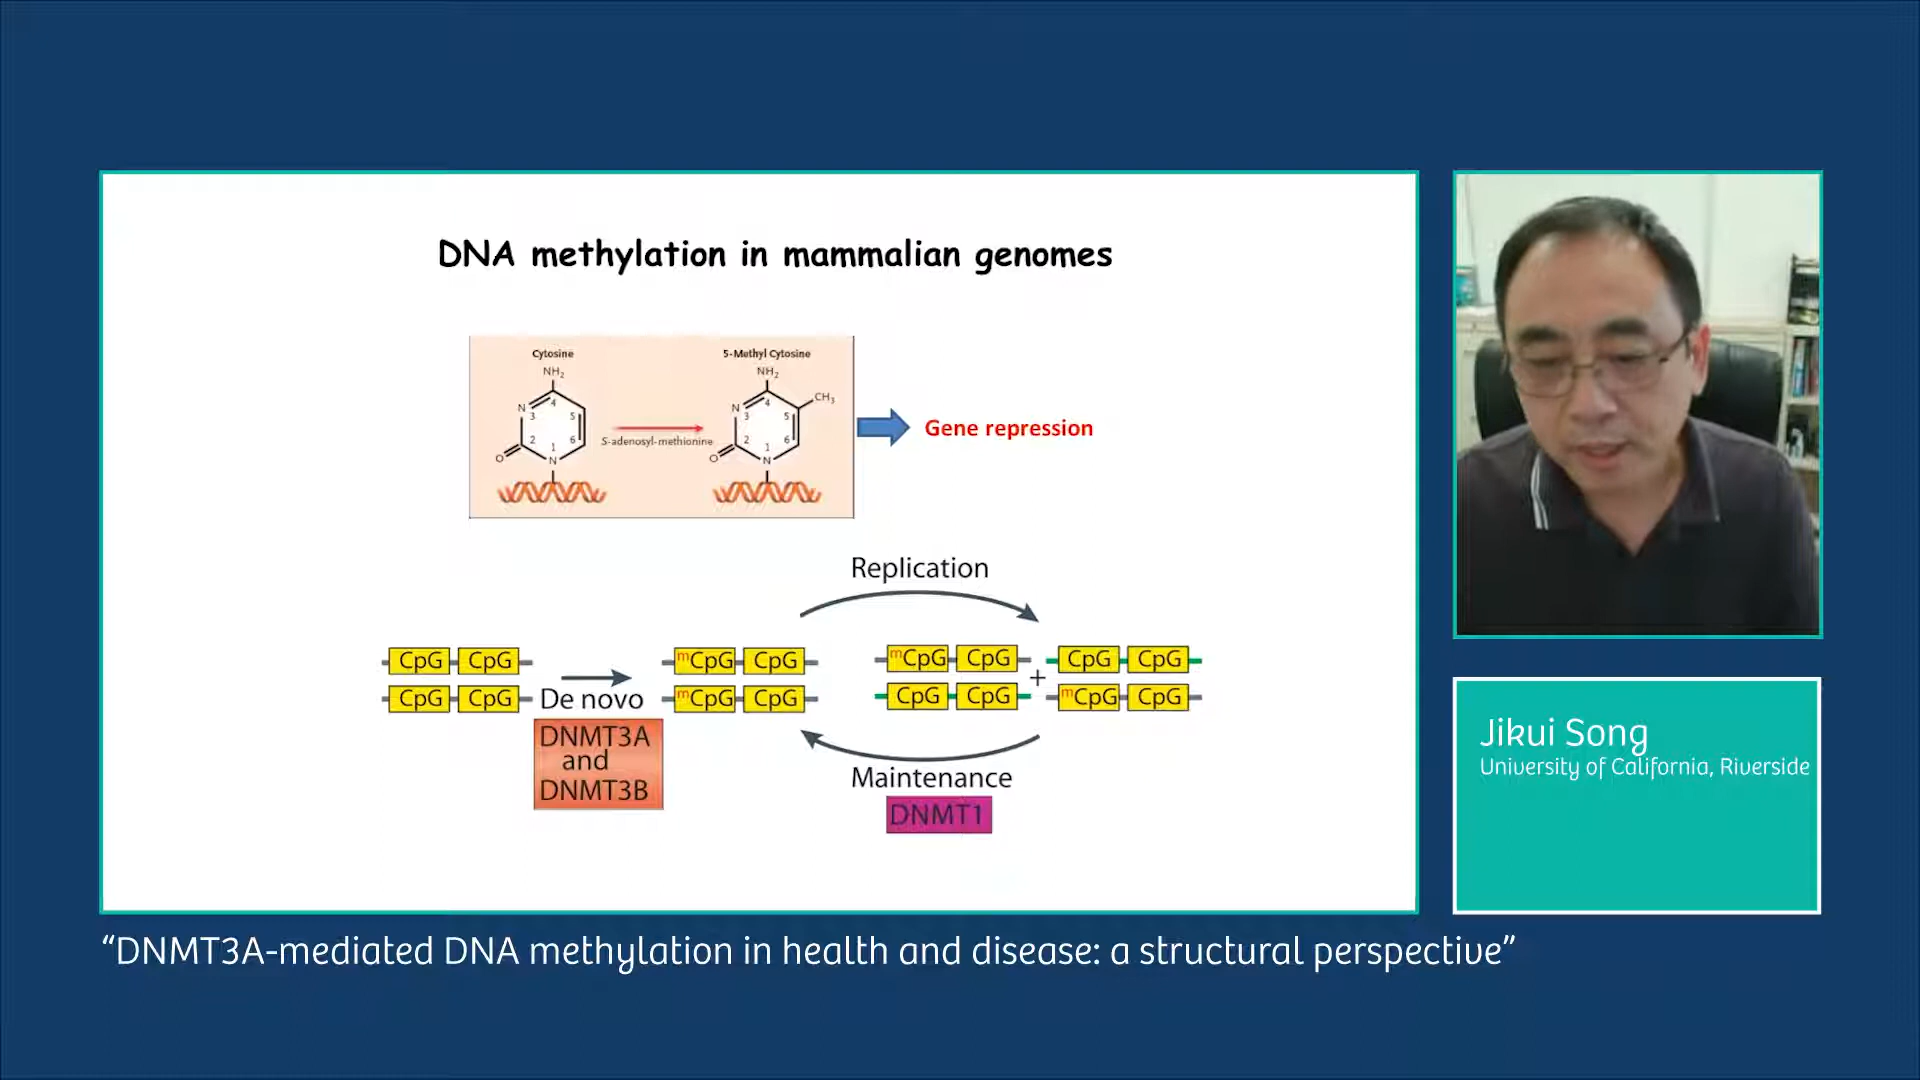 DNA methylation in mammalian genomes
Cytosine
5-Methyl Cytosine
NH2
NH2
CH3
N
3
4
5
2
1
6
O
N
S-adenosyl-methionine
N
3
4
5
2
1
6
O
N
Gene repression
Replication
CpG CpG
CpG CpG
De novo
DNMT3A
and
DNMT3B
mCpG CpG
mCpG CpG
mCpG CpG
CpG CpG
+
CpG CpG
mCpG CpG
Maintenance
DNMT1
Jikui Song
University of California, Riverside
“DNMT3A-mediated DNA methylation in health and disease: a structural perspective”